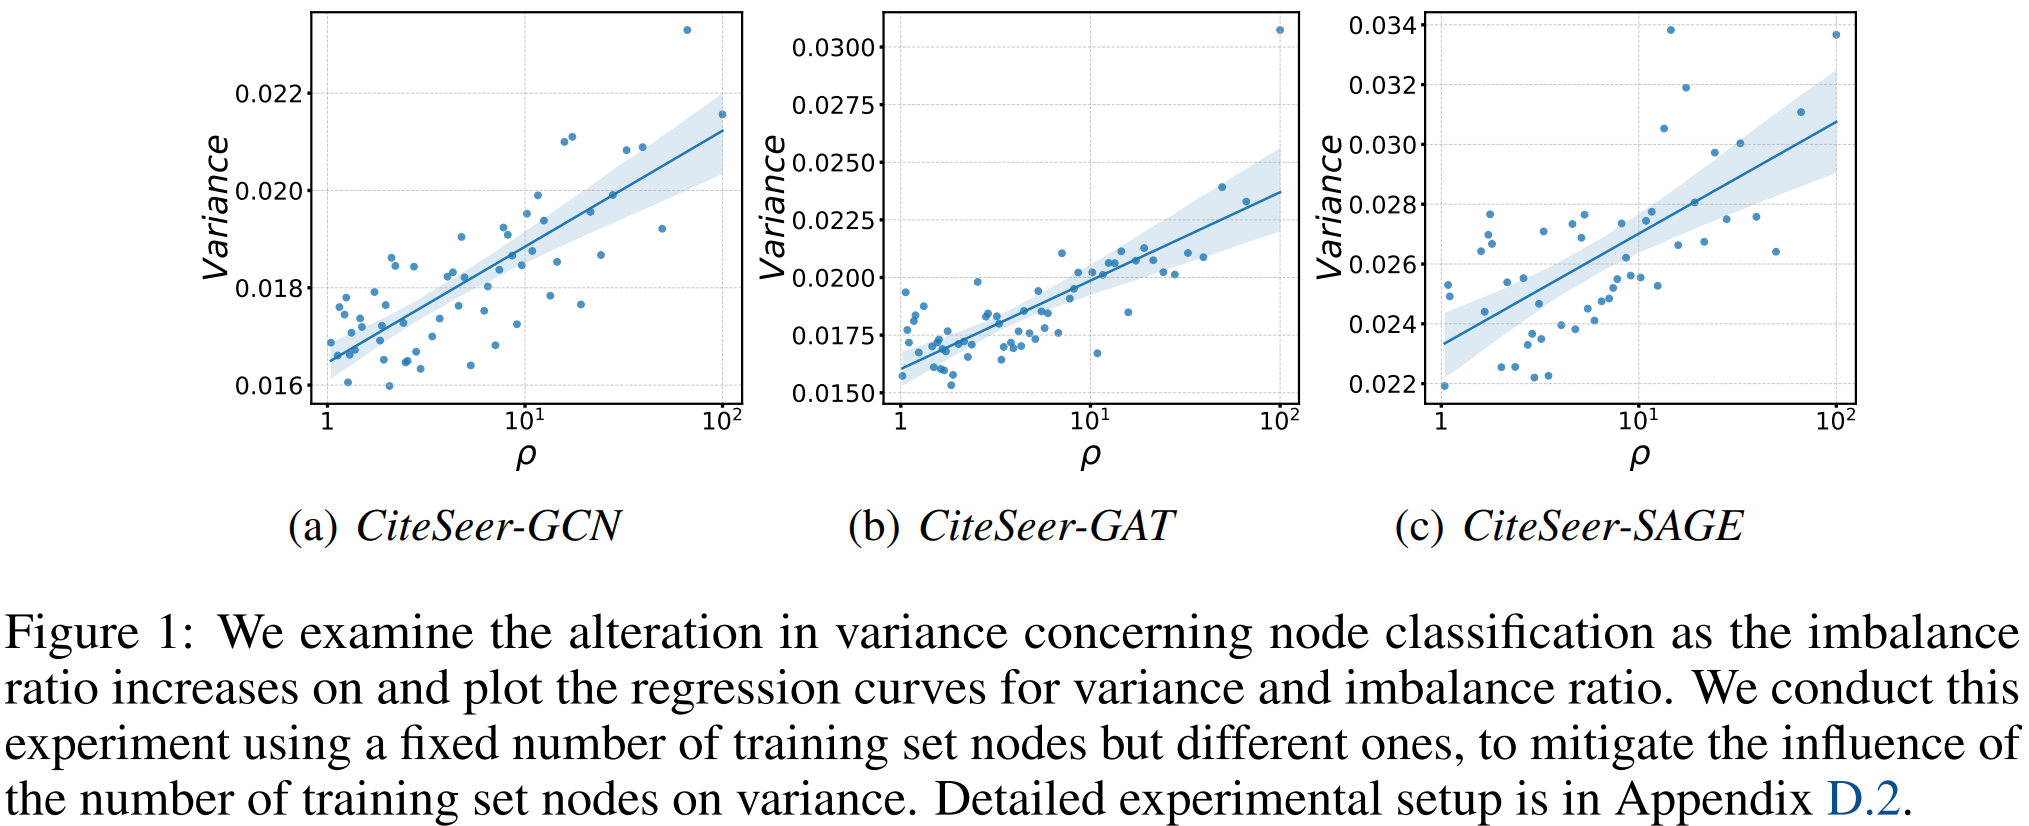 0.022
0.020
0.018
0.016
Variance
1
10¹
10²
ρ
0.0300
0.0275
0.0250
0.0225
0.0200
0.0175
0.0150
Variance
1
10¹
10²
ρ
0.034
0.032
0.030
0.028
0.026
0.024
0.022
Variance
1
10¹
10²
ρ
(a) CiteSeer-GCN
(b) CiteSeer-GAT
(c) CiteSeer-SAGE
Figure 1: We examine the alteration in variance concerning node classification as the imbalance
ratio increases on and plot the regression curves for variance and imbalance ratio. We conduct this
experiment using a fixed number of training set nodes but different ones, to mitigate the influence of
the number of training set nodes on variance. Detailed experimental setup is in Appendix D.2.